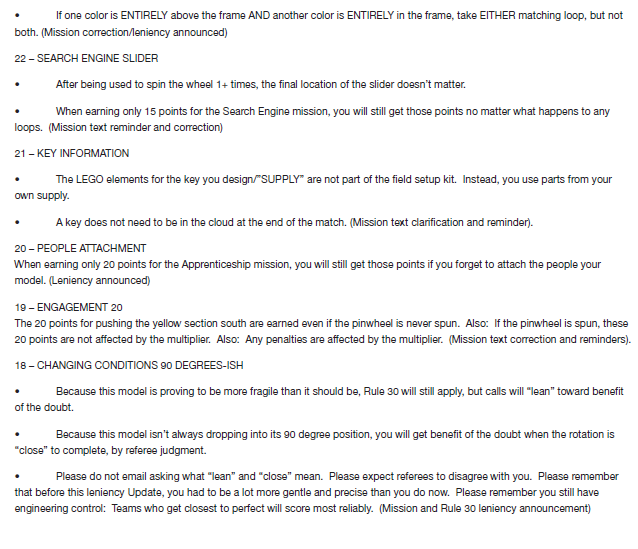 • If one color is ENTIRELY above the frame AND another color is ENTIRELY in the frame, take EITHER matching loop, but not
both. (Mission correction/leniency announced)
22 – SEARCH ENGINE SLIDER
• After being used to spin the wheel 1+ times, the final location of the slider doesn't matter.
• When earning only 15 points for the Search Engine mission, you will still get those points no matter what happens to any
loops. (Mission text reminder and correction)
21 – KEY INFORMATION
• The LEGO elements for the key you design/"SUPPLY" are not part of the field setup kit. Instead, you use parts from your
own supply.
• A key does not need to be in the cloud at the end of the match. (Mission text clarification and reminder).
20 – PEOPLE ATTACHMENT
When earning only 20 points for the Apprenticeship mission, you will still get those points if you forget to attach the people your
model. (Leniency announced)
19 – ENGAGEMENT 20
The 20 points for pushing the yellow section south are earned even if the pinwheel is never spun. Also: If the pinwheel is spun, these
20 points are not affected by the multiplier. Also: Any penalties are affected by the multiplier. (Mission text correction and reminders).
18 – CHANGING CONDITIONS 90 DEGREES-ISH
• Because this model is proving to be more fragile than it should be, Rule 30 will still apply, but calls will "lean" toward benefit
of the doubt.
• Because this model isn't always dropping into its 90 degree position, you will get benefit of the doubt when the rotation is
"close" to complete, by referee judgment.
• Please do not email asking what "lean" and "close" mean. Please expect referees to disagree with you. Please remember
that before this leniency Update, you had to be a lot more gentle and precise than you do now. Please remember you still have
engineering control: Teams who get closest to perfect will score most reliably. (Mission and Rule 30 leniency announcement)